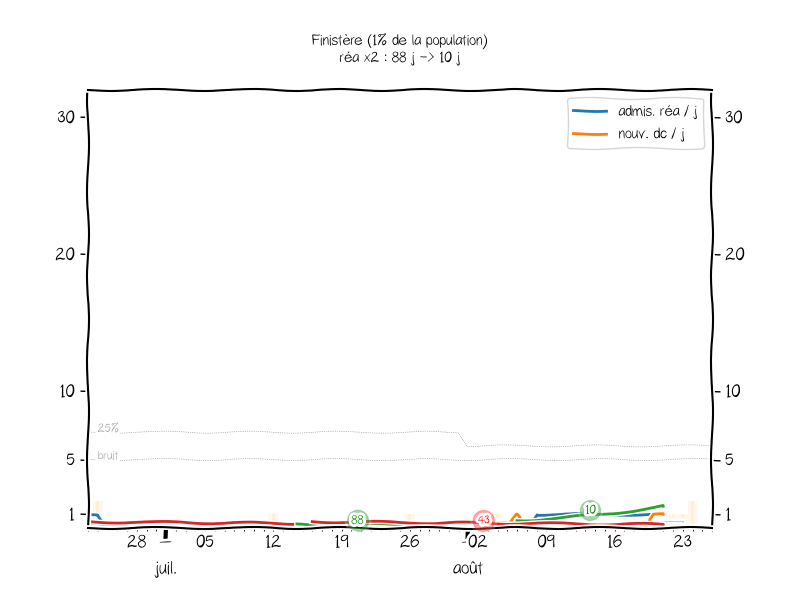 Finistère (1% de la population)
réa x2 : 88 j -> 10 j
admis. réa / j
nouv. dc / j
30 30
20 20
10 10
25%
5 bruit 5
1 88 43 10 1
28 05 12 19 26 02 09 16 23
juil. août